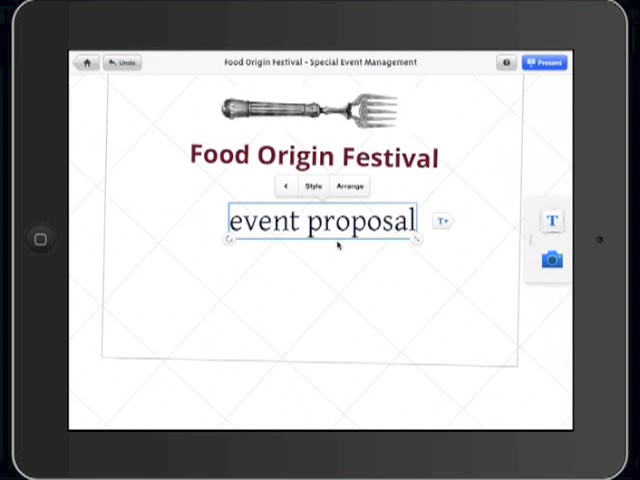 Undo
Food Origin Festival - Special Event Management
Present
Food Origin Festival
Style
Arrange
event proposal
T+
T